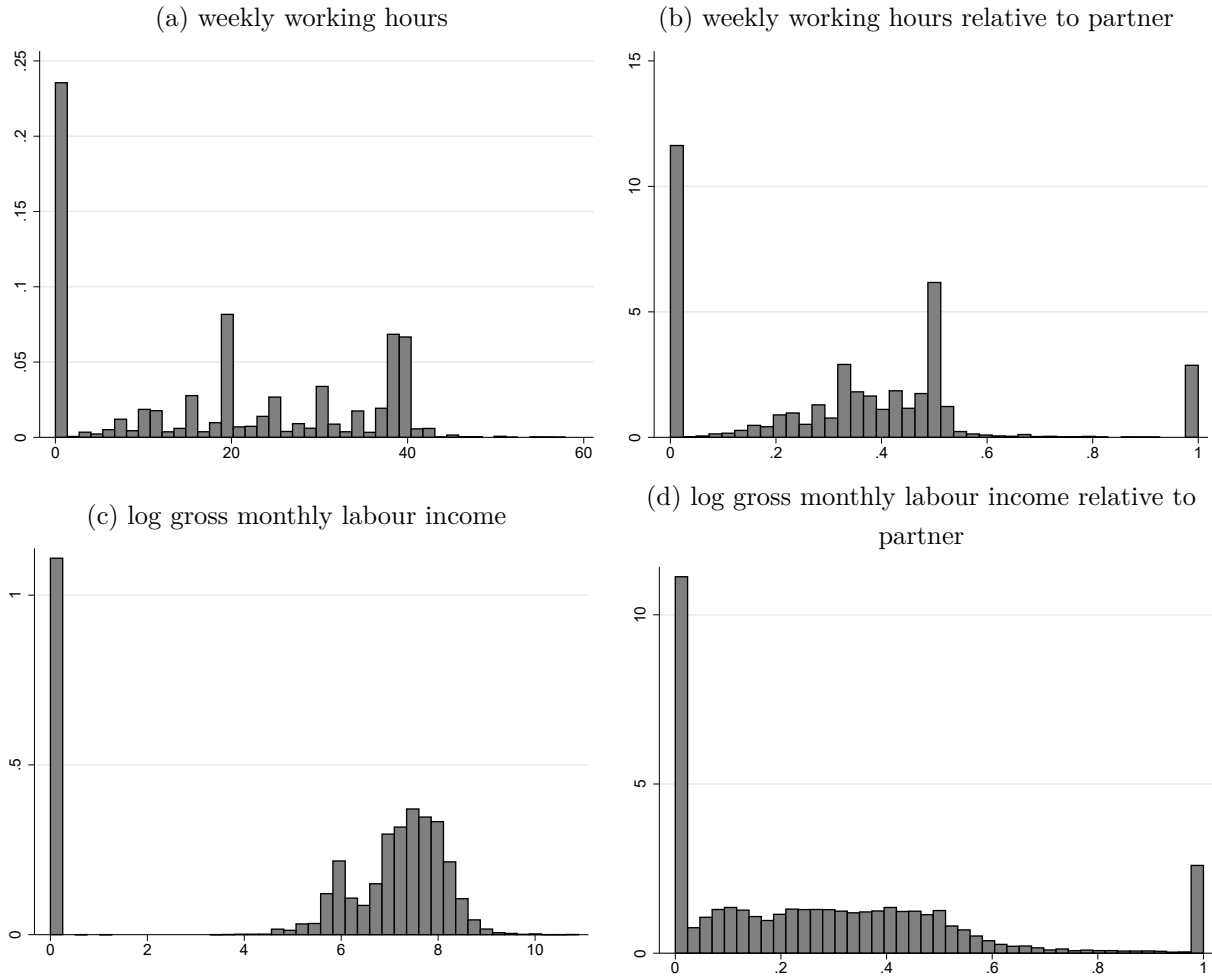 (a) weekly working hours
.25
.2
.15
.1
.05
0
0 20 40 60
(b) weekly working hours relative to partner
15
10
5
0
0 .2 .4 .6 .8 1
(c) log gross monthly labour income
1
.5
0
0 2 4 6 8 10
(d) log gross monthly labour income relative to
partner
10
5
0
0 .2 .4 .6 .8 1